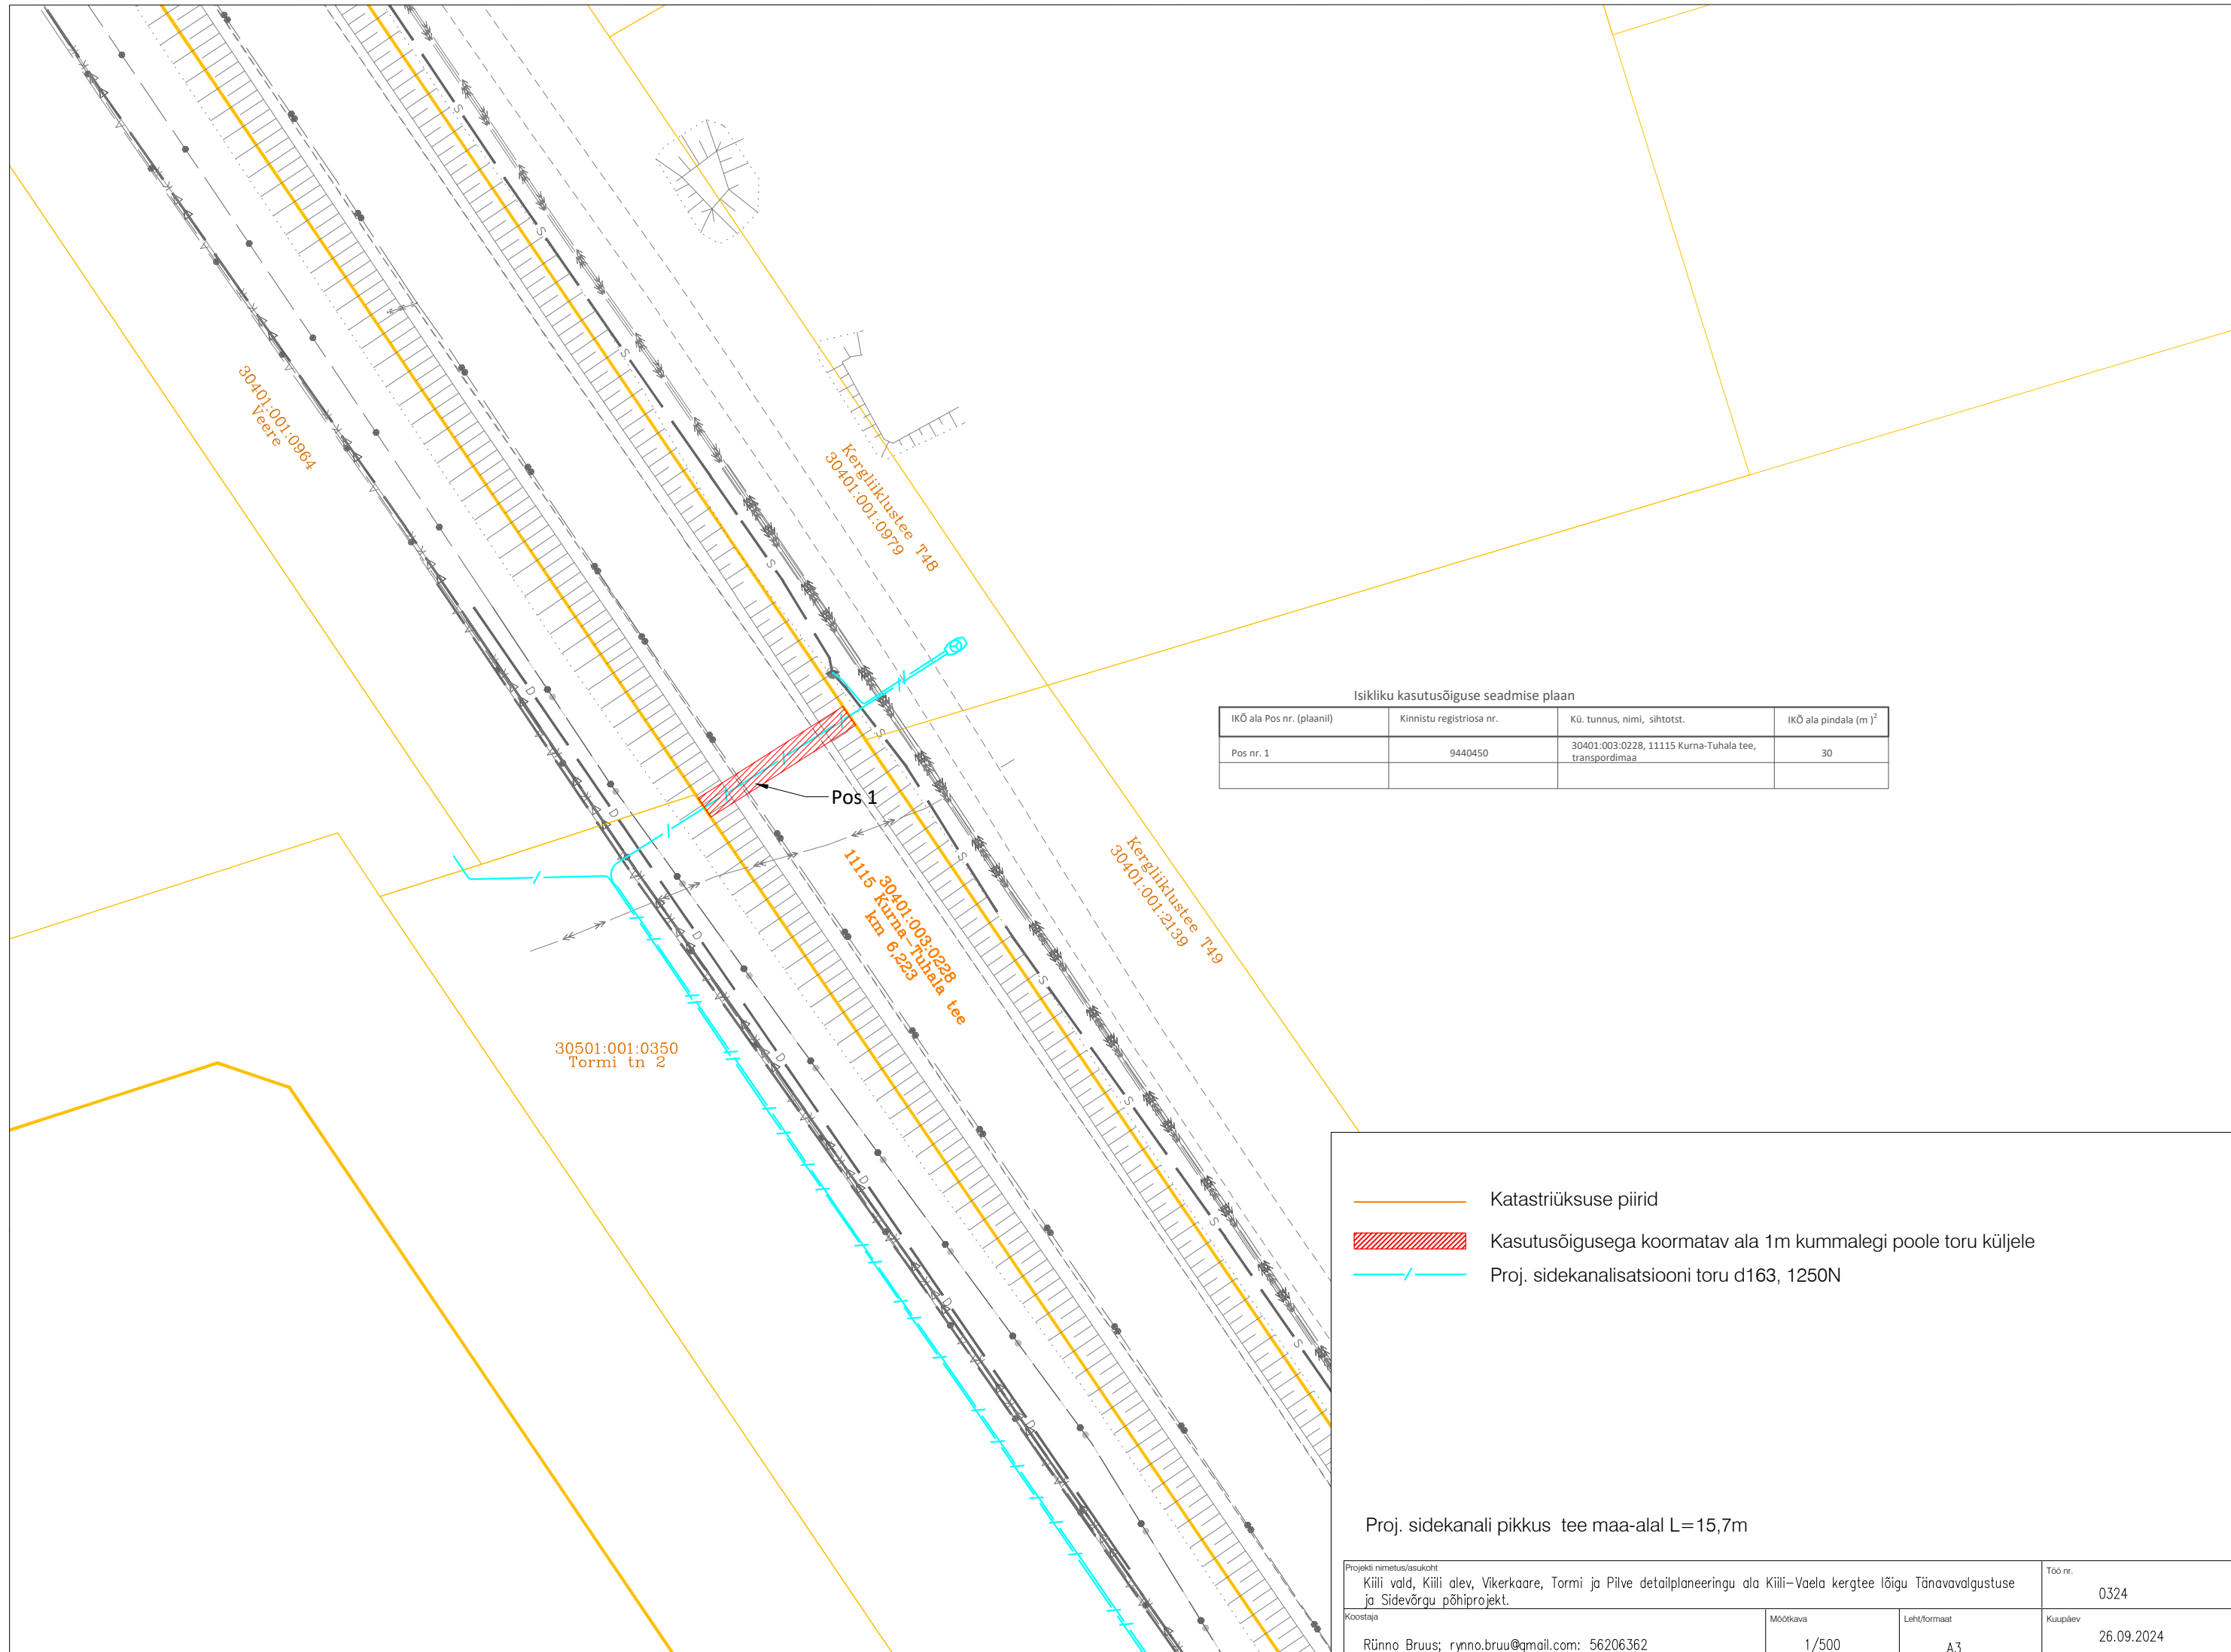 30401:001:0964
Veere
Kergliiklustee T48
30401:001:0979
Isikliku kasutusõiguse seadmise plaan
IKÕ ala Pos nr. (plaanil) Kinnistu registriosa nr. Kü. tunnus, nimi, sihtotst. IKÕ ala pindala (m )2
Pos nr. 1 9440450 30401:003:0228, 11115 Kurna-Tuhala tee, transpordimaa 30
Pos 1
30401:003:0228
11115 Kurna-Tuhala tee
km 6,223
Kergliiklustee T49
30401:001:2139
30501:001:0350
Tormi tn 2
S
S
S
S
S
S
S
S
S
S
D
D
D
D
D
D
D
Katastriüksuse piirid
Kasutusõigusega koormatav ala 1m kummalegi poole toru küljele
Proj. sidekanalisatsiooni toru d163, 1250N
Proj. sidekanali pikkus tee maa-alal L=15,7m
Projekti nimetus/asukoht
Kiili vald, Kiili alev, Vikerkaare, Tormi ja Pilve detailplaneeringu ala Kiili-Vaela kergtee lõigu Tänavavalgustuse
ja Sidevõrgu põhiprojekt.
Töö nr.
0324
Koostaja
Rünno Bruus; rynno.bruu@gmail.com: 56206362
Mõõtkava
1/500
Leht/formaat
A3
Kuupäev
26.09.2024